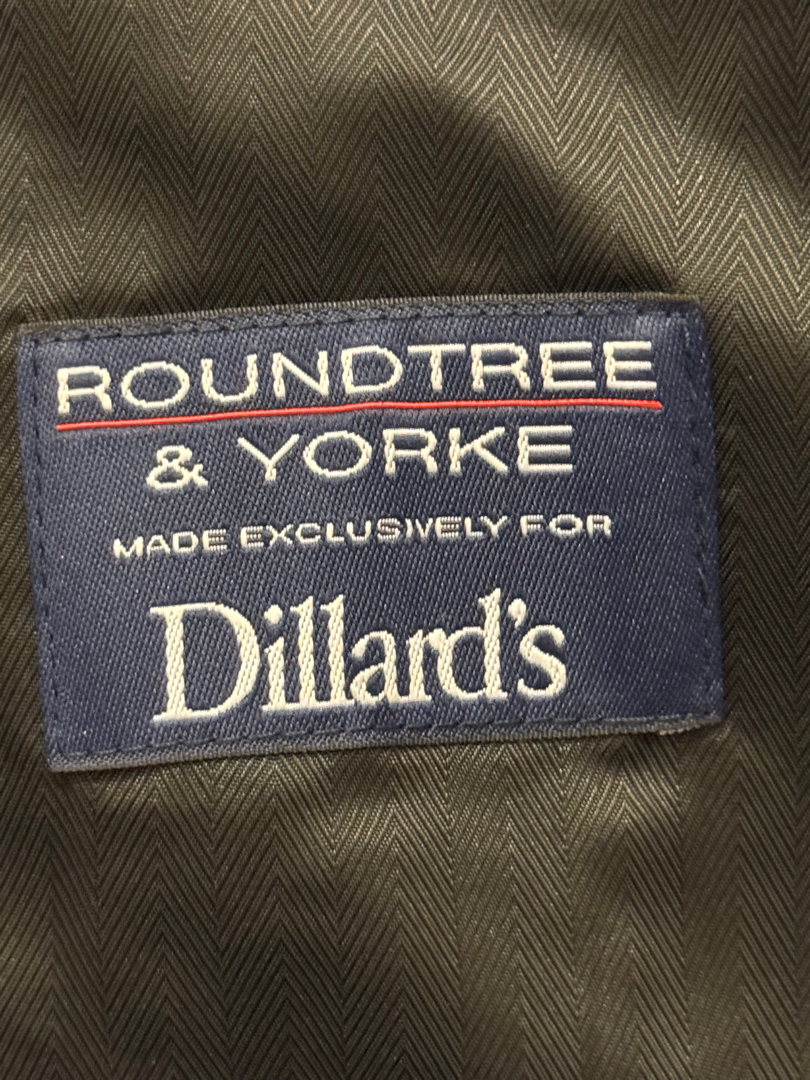 ROUNDTREE
& YORKE
MADE EXCLUSIVELY FOR
Dillard's